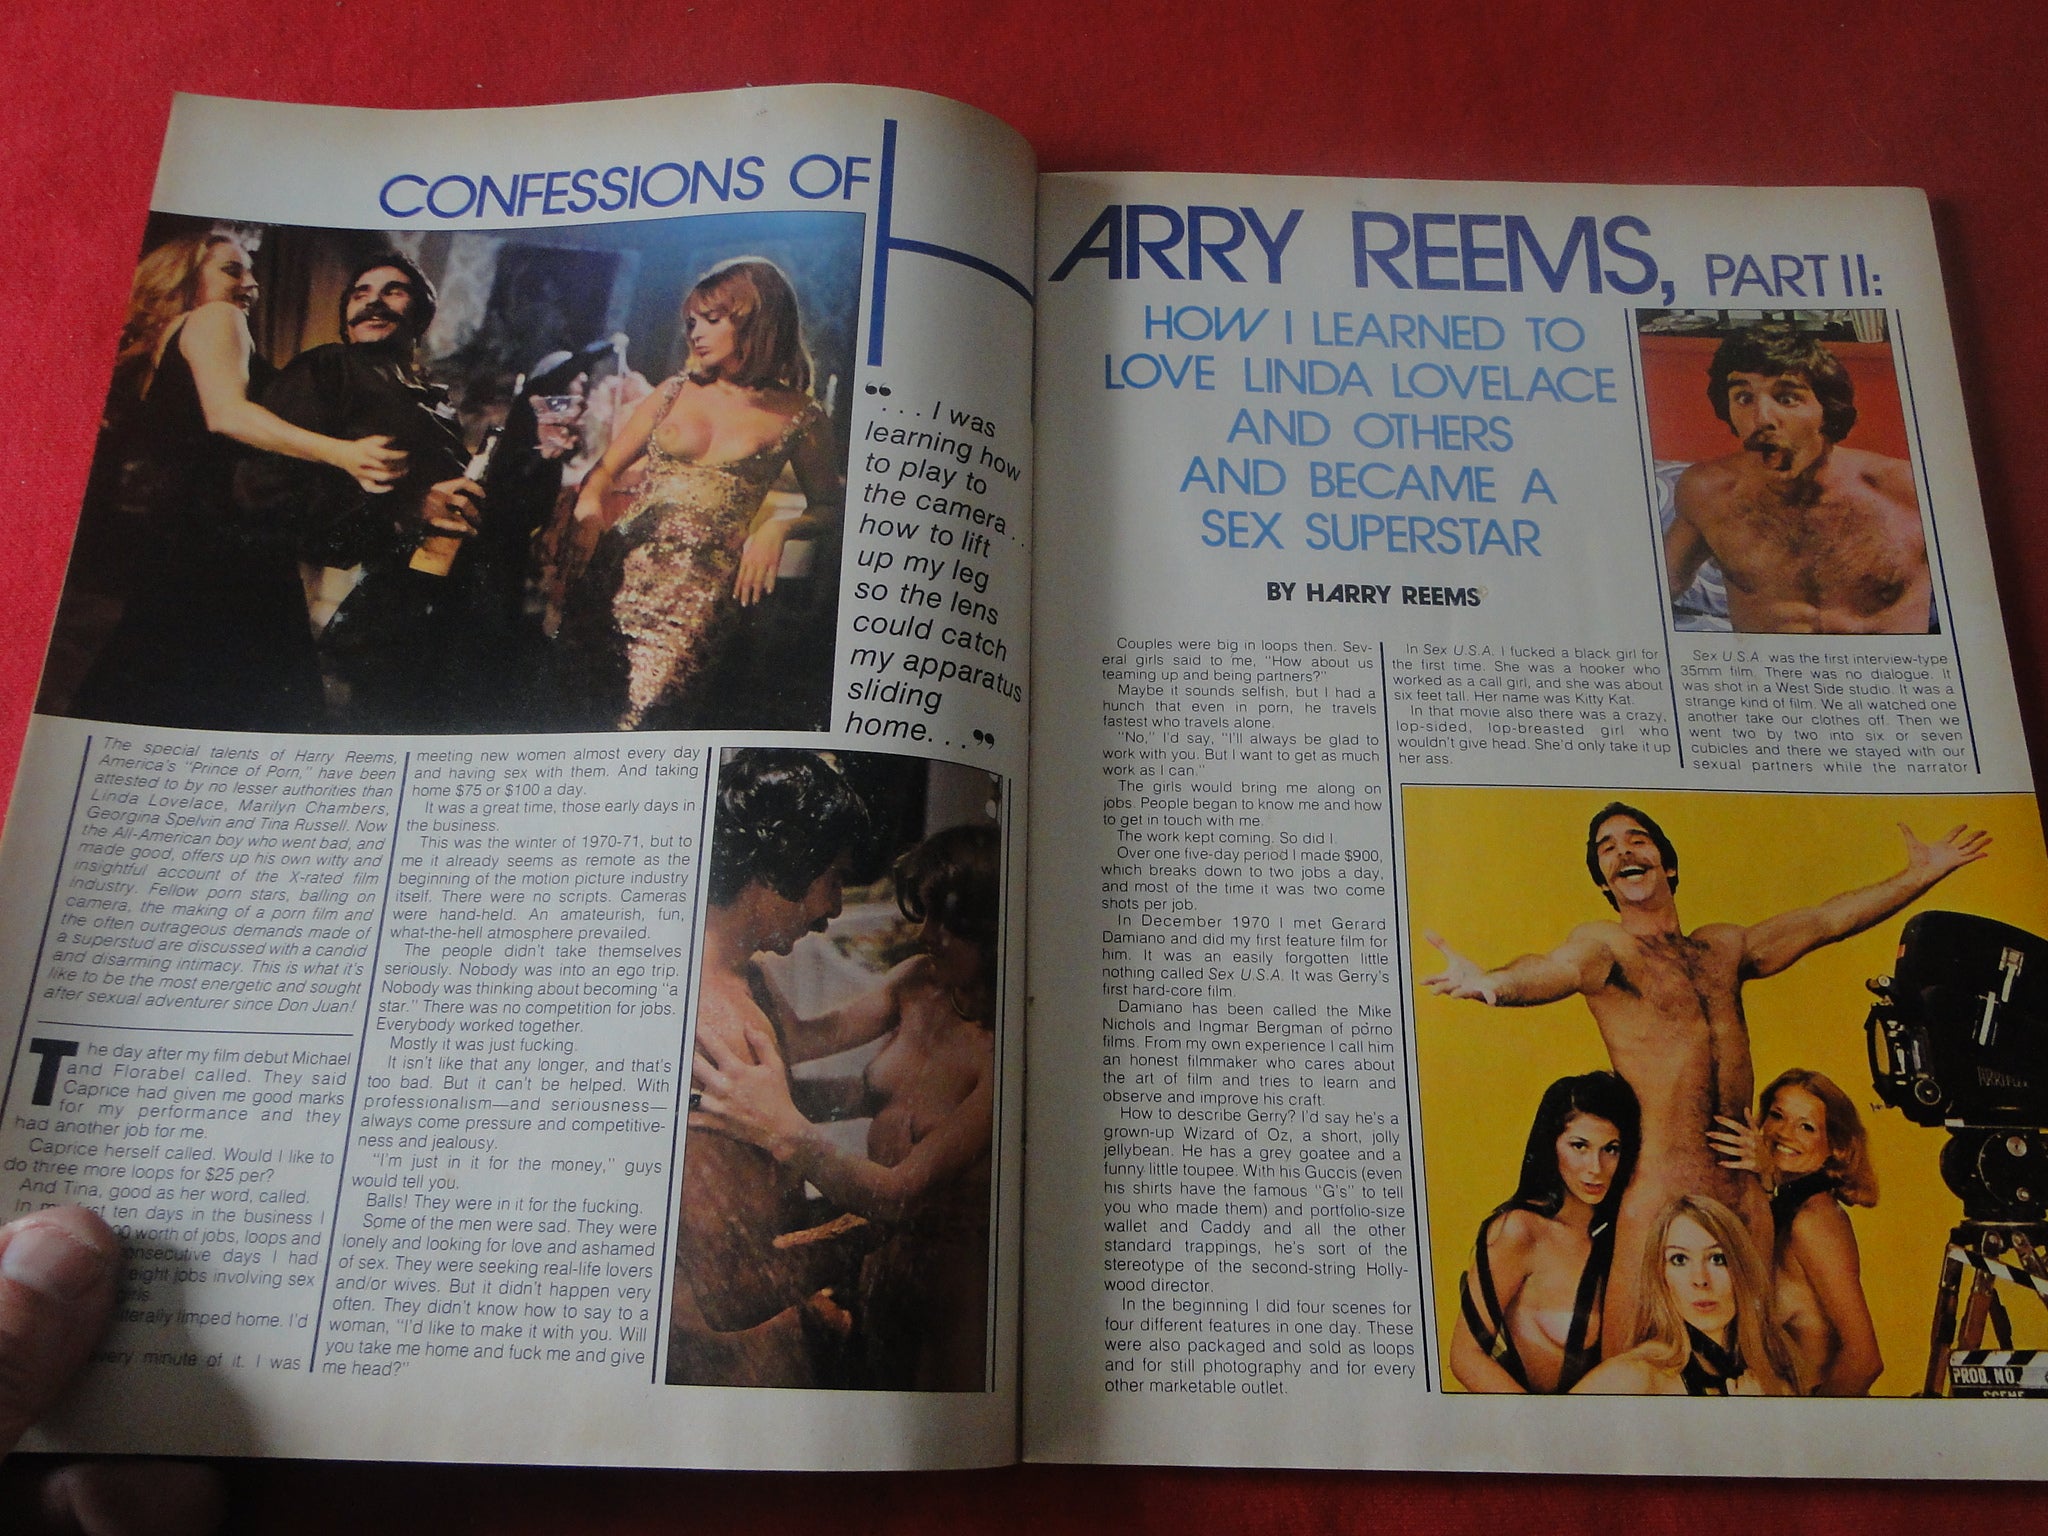 CONFESSIONS OF HARRY REEMS, PART II:
HOW I LEARNED TO
LOVE LINDA LOVELACE
AND OTHERS
AND BECAME A
SEX SUPERSTAR
BY HARRY REEMS
“. . . I was
learning how
to play to
the camera. . .
how to lift
up my leg
so the lens
could catch
my apparatus
sliding
home. . .”
The special talents of Harry Reems,
America's "Prince of Porn," have been
attested to by no lesser authorities than
Linda Lovelace, Marilyn Chambers,
Georgina Spelvin and Tina Russell. Now
the All-American boy who went bad, and
made good, offers up his own witty and
insightful account of the X-rated film
industry. Fellow porn stars, balling on
camera, the making of a porn film and
the often outrageous demands made of
a superstud are discussed with a candid
and disarming intimacy. This is what it's
like to be the most energetic and sought
after sexual adventurer since Don Juan!
The day after my film debut Michael
and Florabel called. They said
Caprice had given me good marks
for my performance and they
had another job for me.
Caprice herself called. Would I like to
do three more loops for $25 per?
And Tina, good as her word, called.
In ten days in the business I
worth of jobs, loops and
consecutive days I had
eight jobs involving sex
girls.
literally limped home. I'd
every minute of it. I was
meeting new women almost every day
and having sex with them. And taking
home $75 or $100 a day.
It was a great time, those early days in
the business.
This was the winter of 1970-71, but to
me it already seems as remote as the
beginning of the motion picture industry
itself. There were no scripts. Cameras
were hand-held. An amateurish, fun,
what-the-hell atmosphere prevailed.
The people didn't take themselves
seriously. Nobody was into an ego trip.
Nobody was thinking about becoming "a
star." There was no competition for jobs.
Everybody worked together.
Mostly it was just fucking.
It isn't like that any longer, and that's
too bad. But it can't be helped. With
professionalism—and seriousness—
always come pressure and competitive-
ness and jealousy.
"I'm just in it for the money," guys
would tell you.
Balls! They were in it for the fucking.
Some of the men were sad. They were
lonely and looking for love and ashamed
of sex. They were seeking real-life lovers
and/or wives. But it didn't happen very
often. They didn't know how to say to a
woman, "I'd like to make it with you. Will
you take me home and fuck me and give
me head?"
Couples were big in loops then. Sev-
eral girls said to me, "How about us
teaming up and being partners?"
Maybe it sounds selfish, but I had a
hunch that even in porn, he travels
fastest who travels alone.
"No," I'd say, "I'll always be glad to
work with you. But I want to get as much
work as I can."
The girls would bring me along on
jobs. People began to know me and how
to get in touch with me.
The work kept coming. So did I.
Over one five-day period I made $900,
which breaks down to two jobs a day,
and most of the time it was two come
shots per job.
In December 1970 I met Gerard
Damiano and did my first feature film for
him. It was an easily forgotten little
nothing called Sex U.S.A. It was Gerry's
first hard-core film.
Damiano has been called the Mike
Nichols and Ingmar Bergman of porno
films. From my own experience I call him
an honest filmmaker who cares about
the art of film and tries to learn and
observe and improve his craft.
How to describe Gerry? I'd say he's a
grown-up Wizard of Oz, a short, jolly
jellybean. He has a grey goatee and a
funny little toupee. With his Guccis (even
his shirts have the famous "G's" to tell
you who made them) and portfolio-size
wallet and Caddy and all the other
standard trappings, he's sort of the
stereotype of the second-string Holly-
wood director.
In the beginning I did four scenes for
four different features in one day. These
were also packaged and sold as loops
and for still photography and for every
other marketable outlet.
In Sex U.S.A. I fucked a black girl for
the first time. She was a hooker who
worked as a call girl, and she was about
six feet tall. Her name was Kitty Kat.
In that movie also there was a crazy,
lop-sided, lop-breasted girl who
wouldn't give head. She'd only take it up
her ass.
Sex U.S.A. was the first interview-type
35mm film. There was no dialogue. It
was shot in a West Side studio. It was a
strange kind of film. We all watched one
another take our clothes off. Then we
went two by two into six or seven
cubicles and there we stayed with our
sexual partners while the narrator
ARRIFLEX
PROD. NO.
SCENE